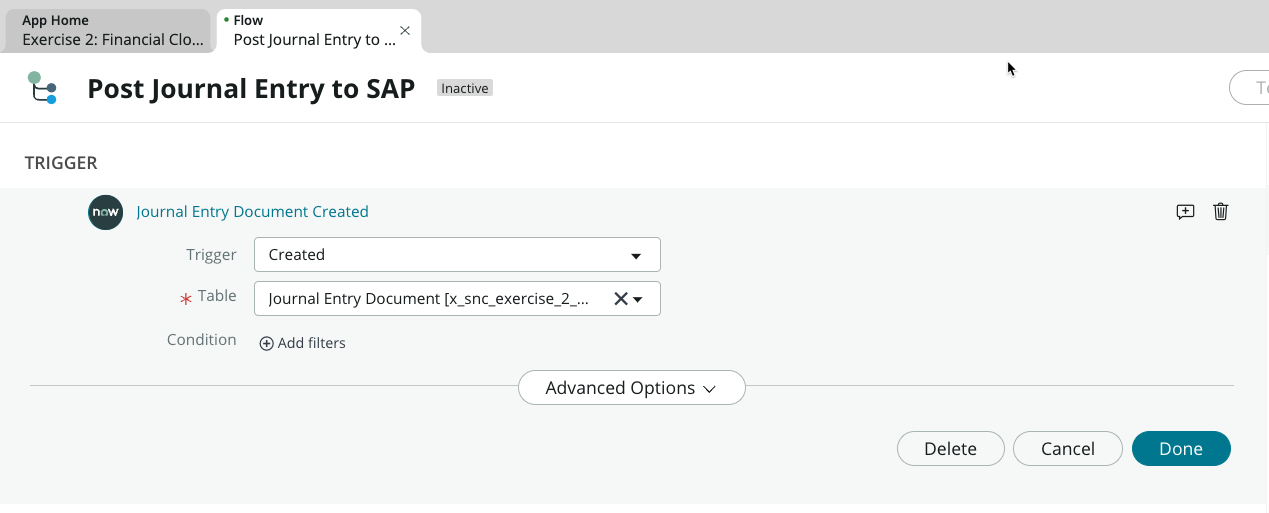 App Home
Exercise 2: Financial Clo...
Flow
Post Journal Entry to ...
Post Journal Entry to SAP
Inactive
TRIGGER
now
Journal Entry Document Created
Trigger
Created
* Table
Journal Entry Document [x_snc_exercise_2_...
Condition
Add filters
Advanced Options
Delete
Cancel
Done